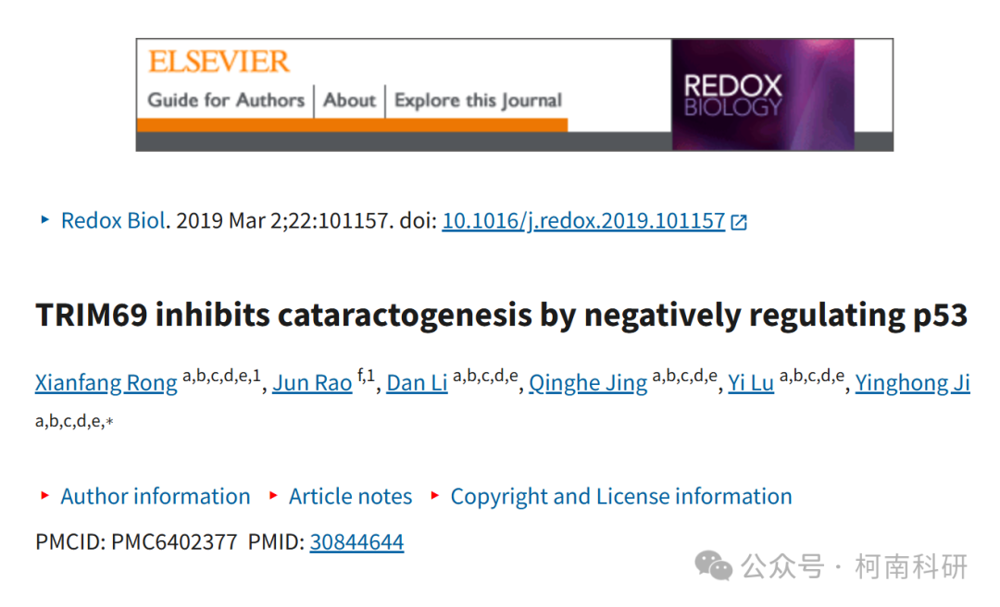 ELSEVIER
Guide for Authors | About | Explore this Journal
REDOX
BIOLOGY
Redox Biol. 2019 Mar 2;22:101157. doi: 10.1016/j.redox.2019.101157
TRIM69 inhibits cataractogenesis by negatively regulating p53
Xianfang Rong a,b,c,d,e,1, Jun Rao f,1, Dan Li a,b,c,d,e, Qinghe Jing a,b,c,d,e, Yi Lu a,b,c,d,e, Yinghong Ji
a,b,c,d,e,∗
Author information Article notes Copyright and License information
PMCID: PMC6402377 PMID: 30844644
公众号 · 柯南科研